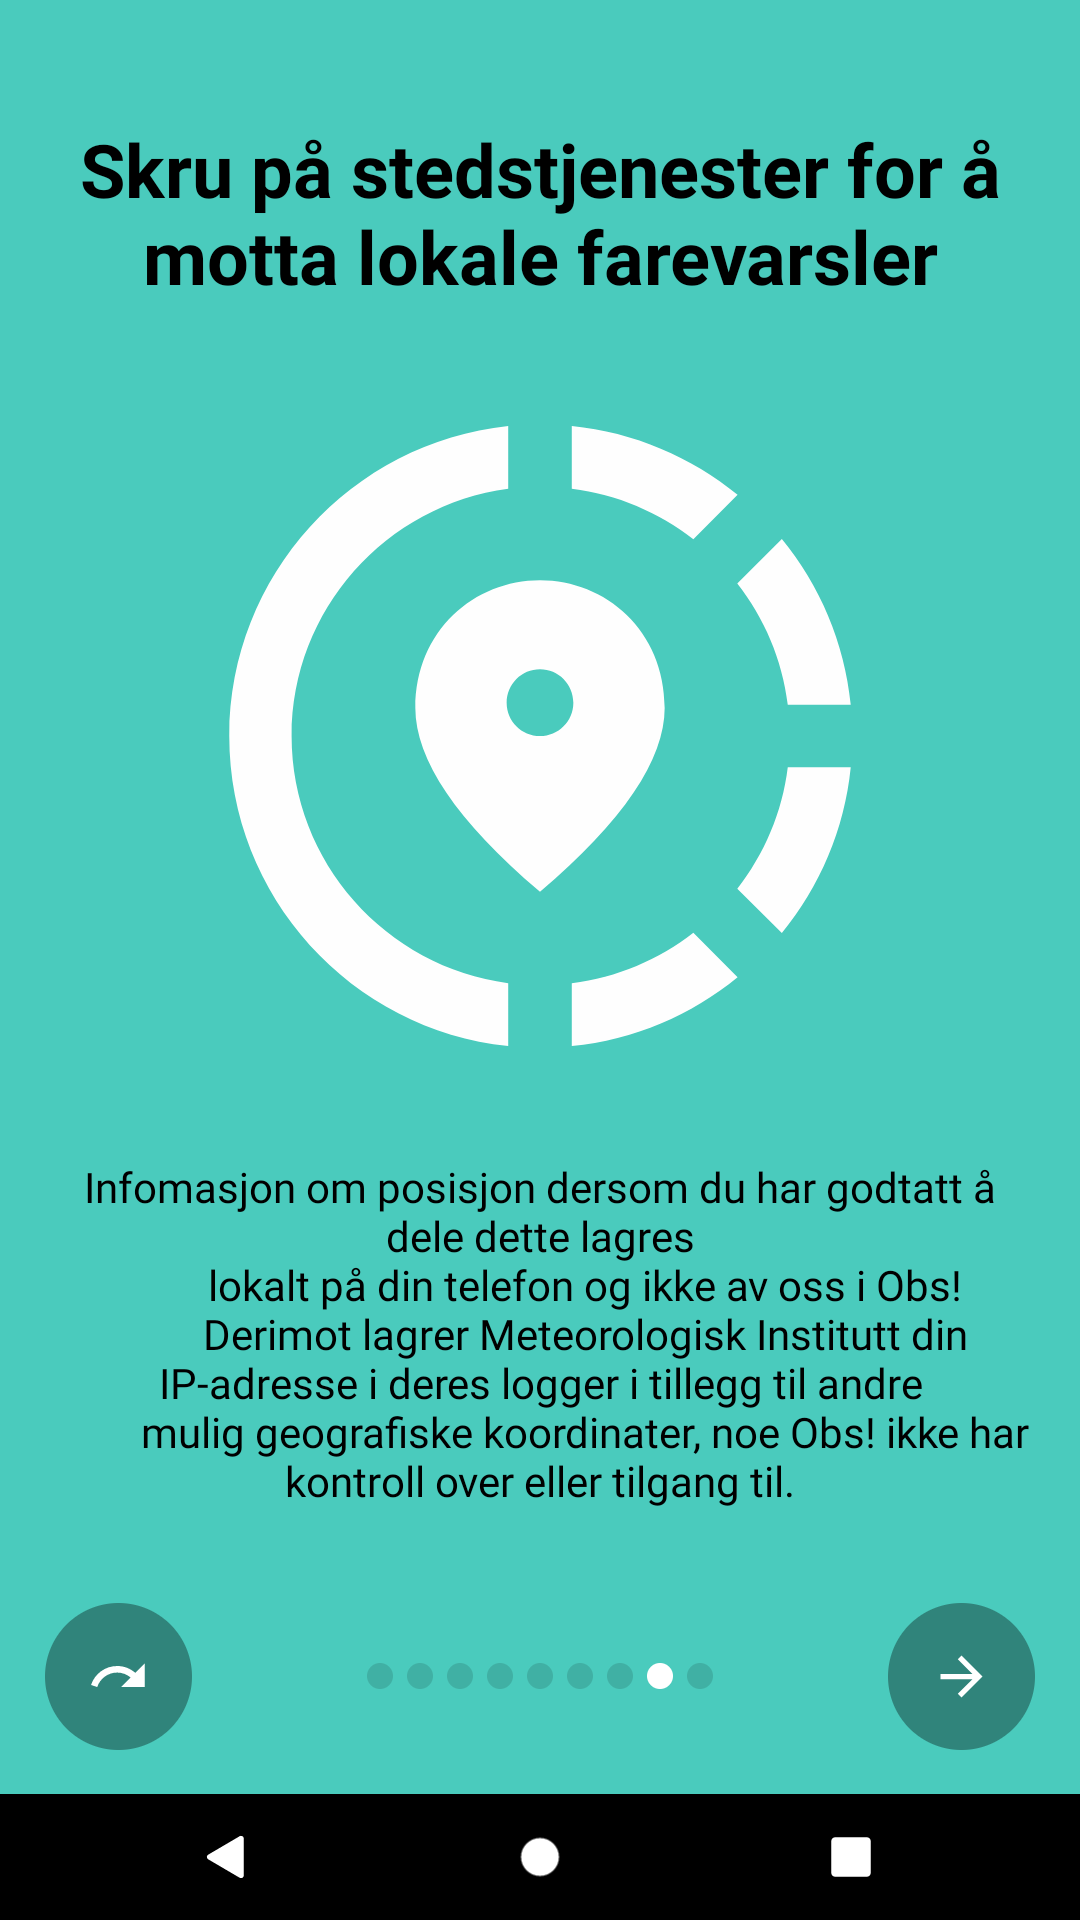 Skru på stedstjenester for å
motta lokale farevarsler
Infomasjon om posisjon dersom du har godtatt å
dele dette lagres
lokalt på din telefon og ikke av oss i Obs!
Derimot lagrer Meteorologisk Institutt din
IP-adresse i deres logger i tillegg til andre
mulig geografiske koordinater, noe Obs! ikke har
kontroll over eller tilgang til.